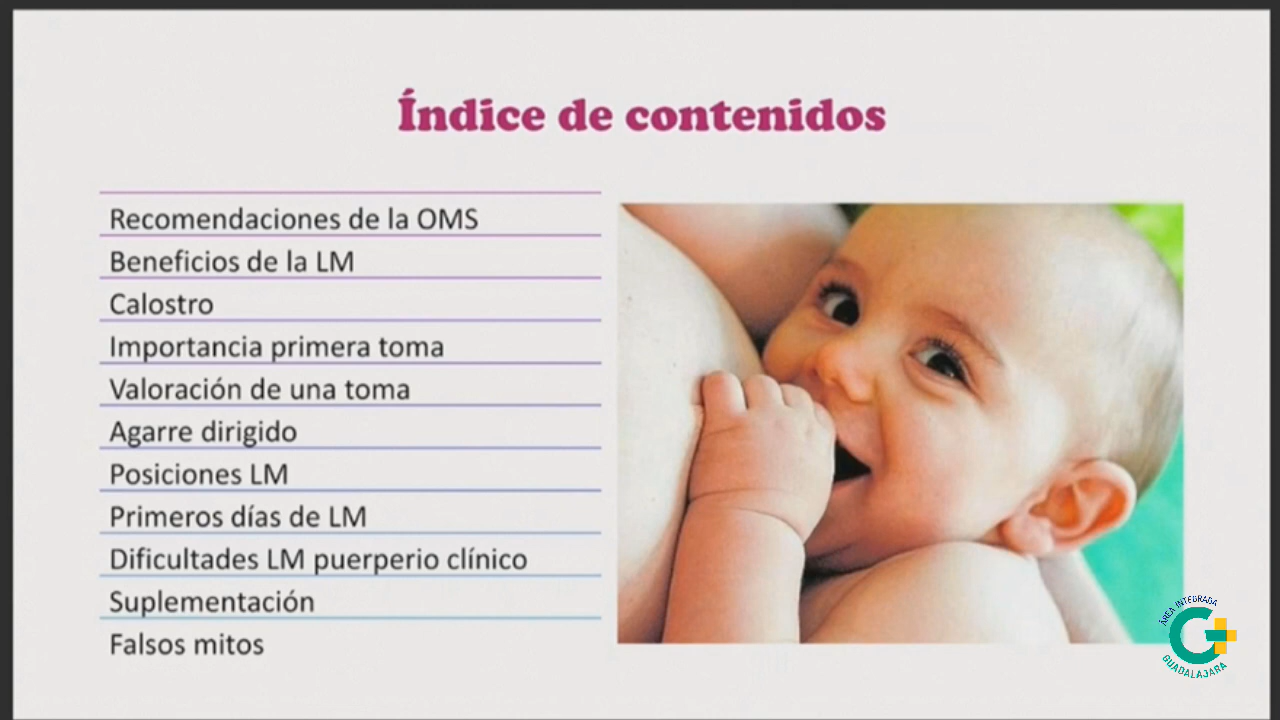 Índice de contenidos
Recomendaciones de la OMS
Beneficios de la LM
Calostro
Importancia primera toma
Valoración de una toma
Agarre dirigido
Posiciones LM
Primeros días de LM
Dificultades LM puerperio clínico
Suplementación
Falsos mitos
ÁREA INTEGRADA
GUADALAJARA